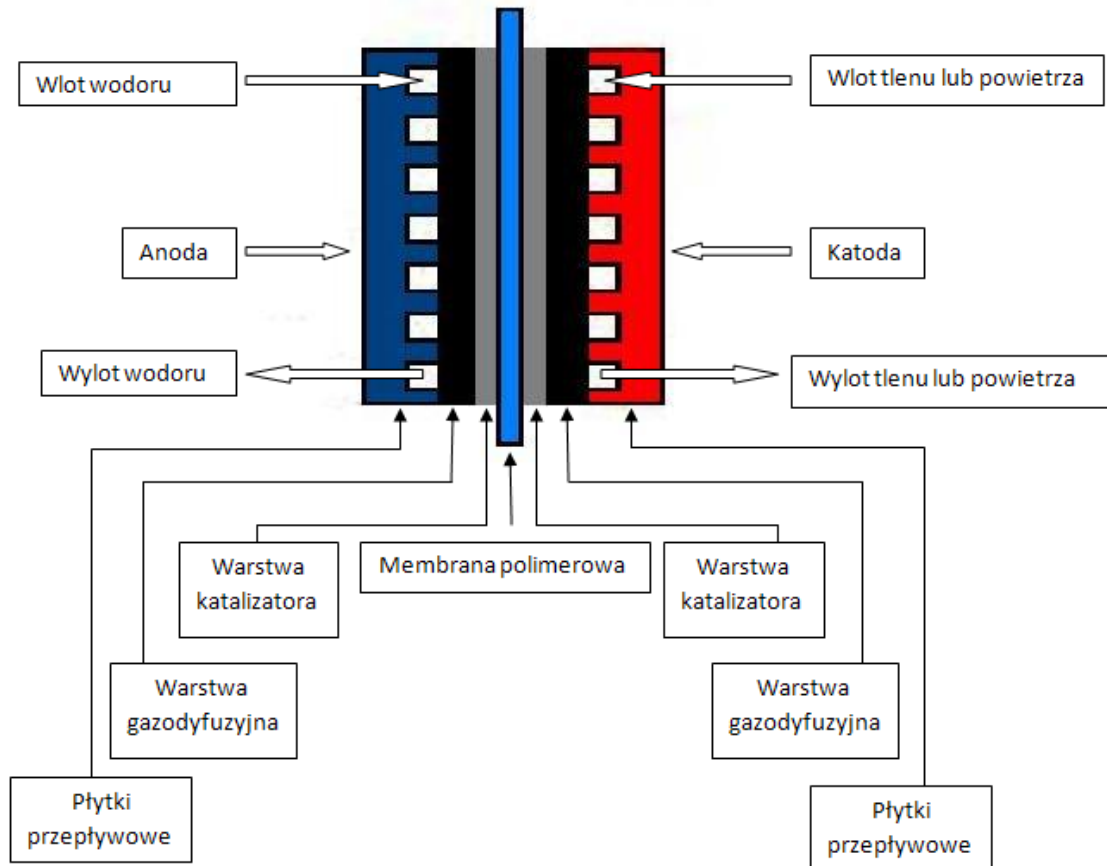 Wlot wodoru
Wlot tlenu lub powietrza
Anoda
Katoda
Wylot wodoru
Wylot tlenu lub powietrza
Warstwa
katalizatora
Membrana polimerowa
Warstwa
katalizatora
Warstwa
gazodyfuzyjna
Warstwa
gazodyfuzyjna
Płytki
przepływowe
Płytki
przepływowe